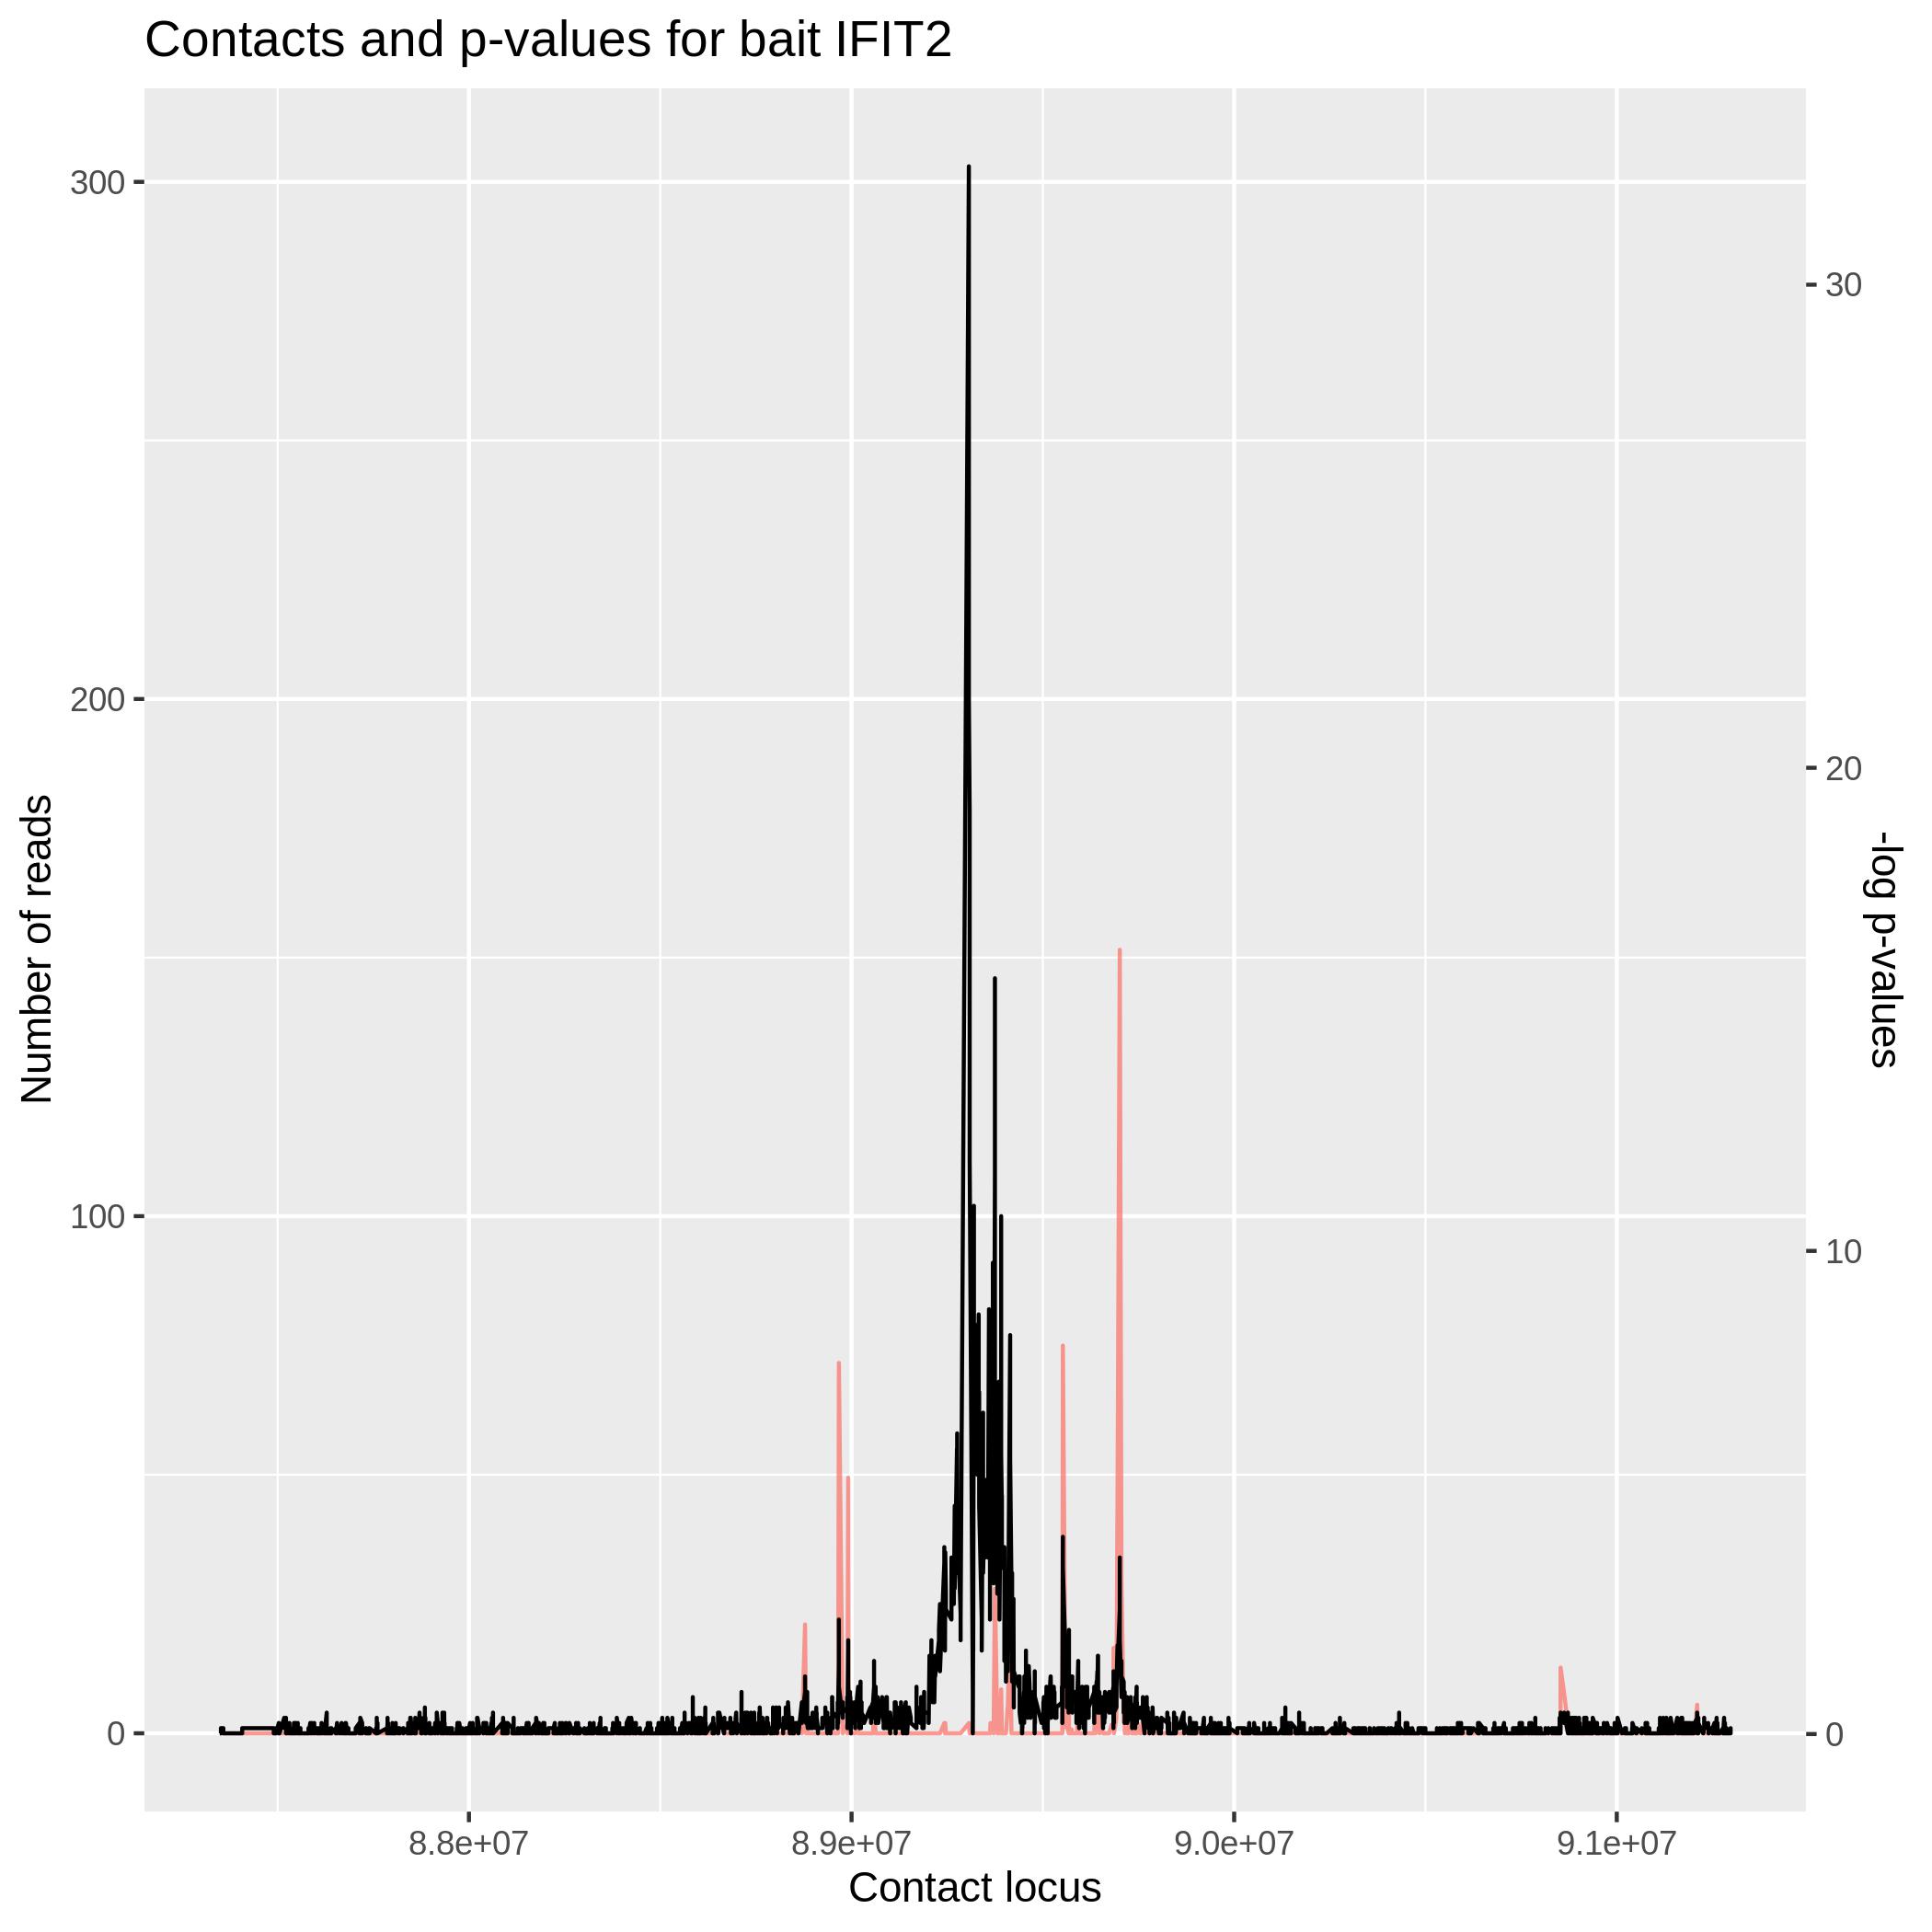 Contacts and p-values for bait IFIT2
300
200
100
0
30
20
10
0
Number of reads
-log p-values
8.8e+07
8.9e+07
9.0e+07
9.1e+07
Contact locus